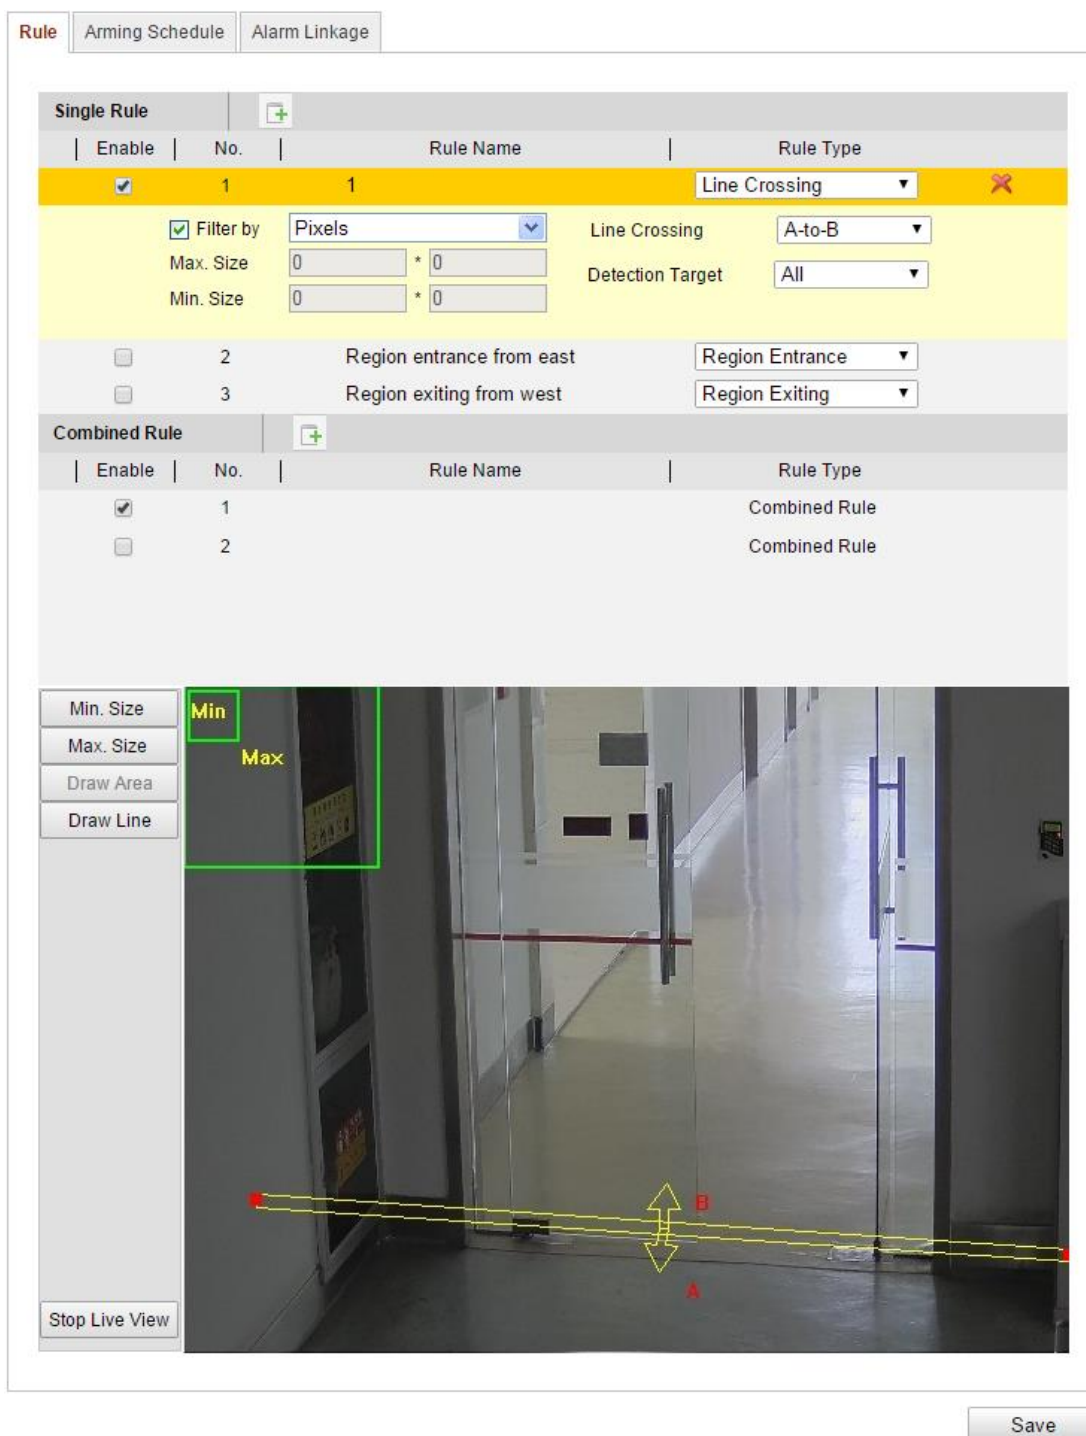 Rule Arming Schedule Alarm Linkage
Single Rule
Enable No. Rule Name Rule Type
1 1 Line Crossing
Filter by Pixels Line Crossing A-to-B
Max. Size 0 * 0
Detection Target All
Min. Size 0 * 0
2 Region entrance from east Region Entrance
3 Region exiting from west Region Exiting
Combined Rule
Enable No. Rule Name Rule Type
1 Combined Rule
2 Combined Rule
Min. Size
Max. Size
Draw Area
Draw Line
Min
Max
B
A
Stop Live View
Save